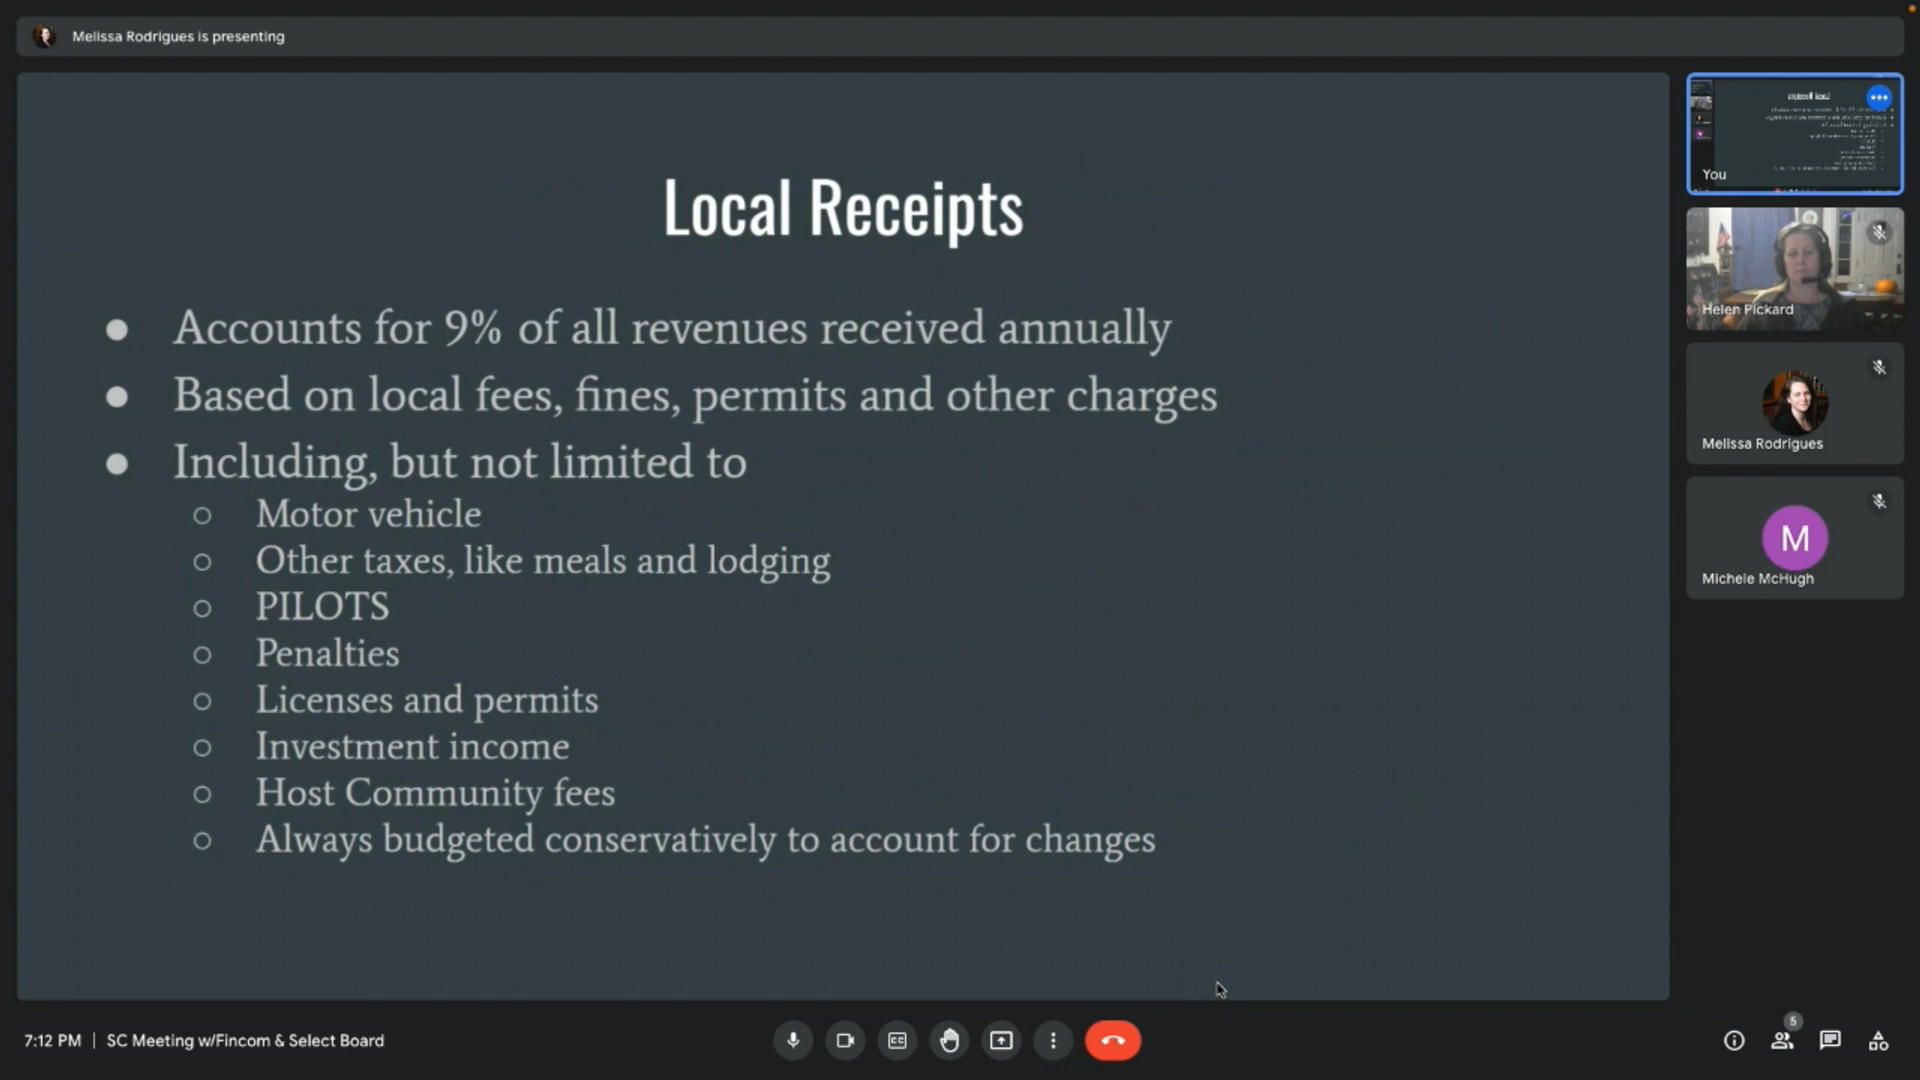 Melissa Rodrigues is presenting
Local Receipts
● Accounts for 9% of all revenues received annually
● Based on local fees, fines, permits and other charges
● Including, but not limited to
○ Motor vehicle
○ Other taxes, like meals and lodging
○ PILOTS
○ Penalties
○ Licenses and permits
○ Investment income
○ Host Community fees
○ Always budgeted conservatively to account for changes
You
Helen Pickard
Melissa Rodrigues
M
Michele McHugh
7:12 PM | SC Meeting w/Fincom & Select Board
CC
5